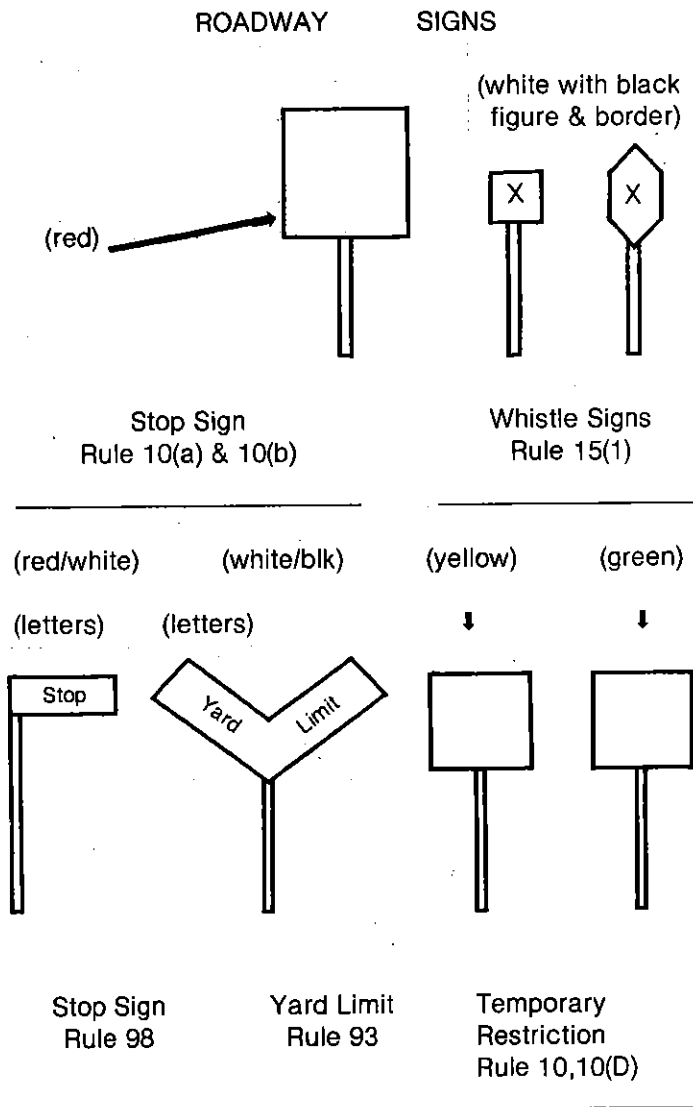 ROADWAY SIGNS
(white with black
figure & border)
X X
(red)
Stop Sign
Rule 10(a) & 10(b)
Whistle Signs
Rule 15(1)
(red/white) (white/blk) (yellow) (green)
(letters) (letters)
Stop
Yard Limit
Stop Sign
Rule 98
Yard Limit
Rule 93
Temporary
Restriction
Rule 10,10(D)